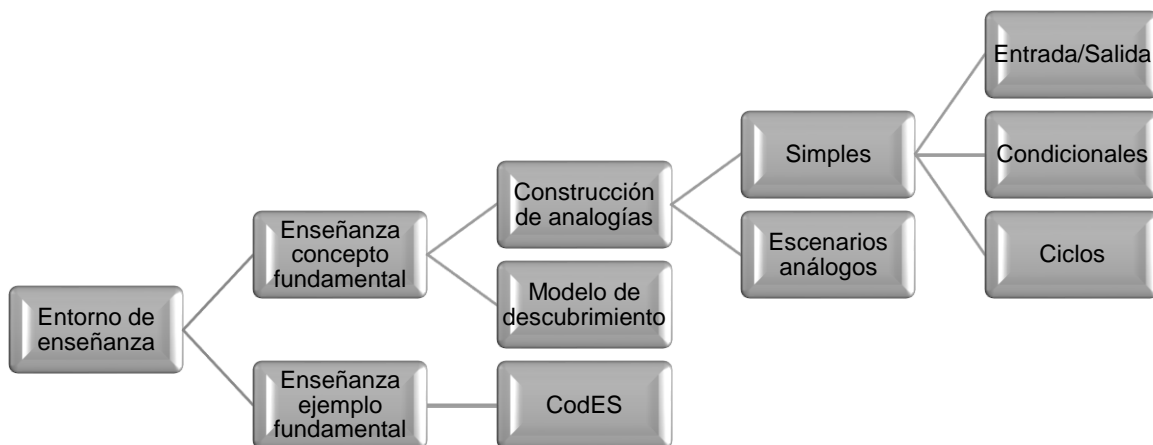 Entorno de
enseñanza
Enseñanza
concepto
fundamental
Construcción
de analogías
Simples
Entrada/Salida
Condicionales
Ciclos
Escenarios
análogos
Modelo de
descubrimiento
Enseñanza
ejemplo
fundamental
CodES